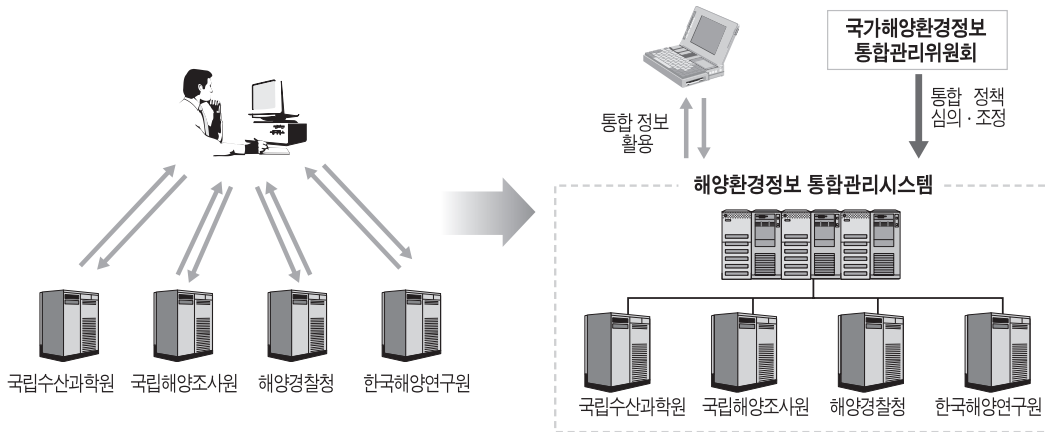 국립수산과학원 국립해양조사원 해양경찰청 한국해양연구원
국가해양환경정보
통합관리위원회
통합 정보
활용
통합 정책
심의 · 조정
해양환경정보 통합관리시스템
국립수산과학원 국립해양조사원 해양경찰청 한국해양연구원